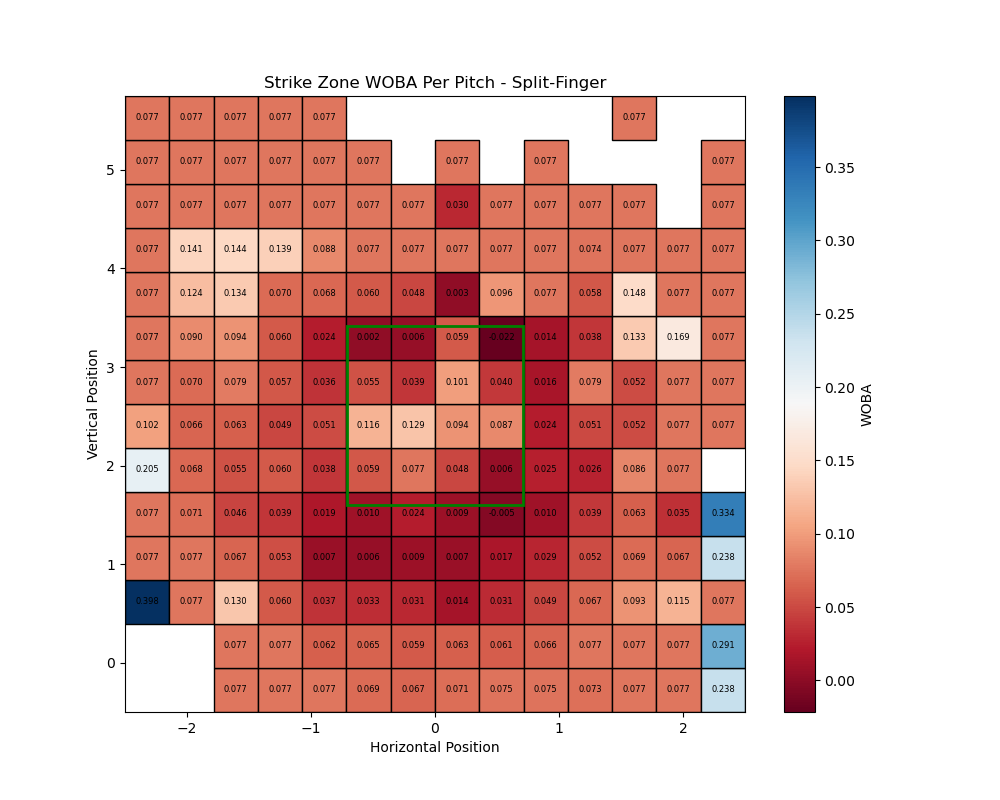 Strike Zone WOBA Per Pitch - Split-Finger
0.077 0.077 0.077 0.077 0.077 0.077
5 0.077 0.077 0.077 0.077 0.077 0.077 0.077 0.077 0.077 0.35
0.077 0.077 0.077 0.077 0.077 0.077 0.077 0.030 0.077 0.077 0.077 0.077 0.077
4 0.077 0.141 0.144 0.139 0.088 0.077 0.077 0.077 0.077 0.077 0.074 0.077 0.077 0.077 0.30
0.077 0.124 0.134 0.070 0.068 0.060 0.048 0.003 0.096 0.077 0.058 0.148 0.077 0.077 0.25
0.077 0.090 0.094 0.060 0.024 0.002 0.006 0.059 -0.022 0.014 0.038 0.133 0.169 0.077
3 0.077 0.070 0.079 0.057 0.036 0.055 0.039 0.101 0.040 0.016 0.079 0.052 0.077 0.077 0.20
Vertical Position
WOBA
0.102 0.066 0.063 0.049 0.051 0.116 0.129 0.094 0.087 0.024 0.051 0.052 0.077 0.077
2 0.205 0.068 0.055 0.060 0.038 0.059 0.077 0.048 0.006 0.025 0.026 0.086 0.077 0.15
0.077 0.071 0.046 0.039 0.019 0.010 0.024 0.009 -0.005 0.010 0.039 0.063 0.035 0.334 0.10
1 0.077 0.077 0.067 0.053 0.007 0.006 0.009 0.007 0.017 0.029 0.052 0.069 0.067 0.238
0.398 0.077 0.130 0.060 0.037 0.033 0.031 0.014 0.031 0.049 0.067 0.093 0.115 0.077 0.05
0 0.077 0.077 0.062 0.065 0.059 0.063 0.061 0.066 0.077 0.077 0.077 0.291
0.077 0.077 0.077 0.069 0.067 0.071 0.075 0.075 0.073 0.077 0.077 0.238 0.00
−2 −1 0 1 2
Horizontal Position